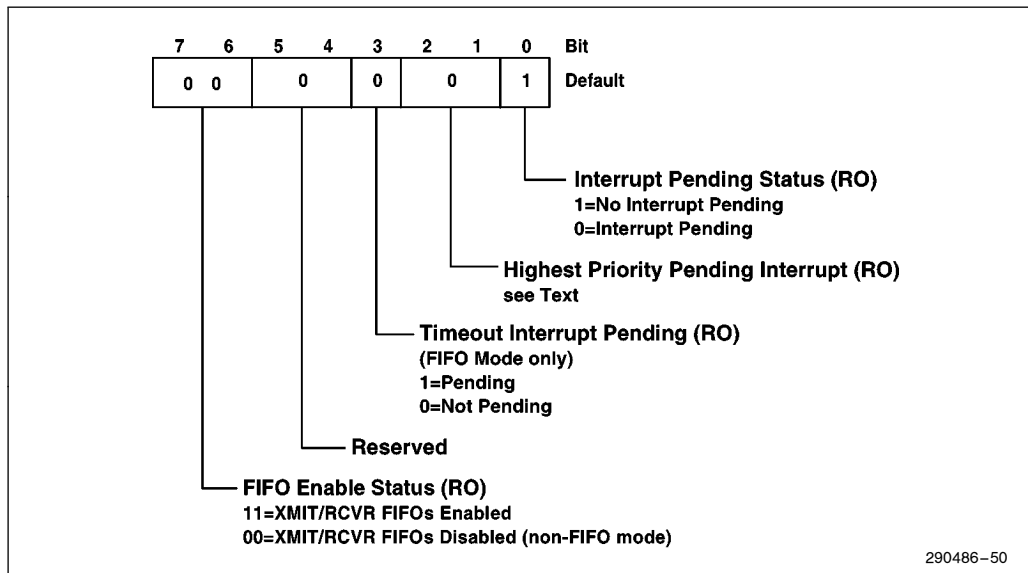 7 6 5 4 3 2 1 0 Bit
0 0 0 0 0 1 Default
Interrupt Pending Status (RO)
1=No Interrupt Pending
0=Interrupt Pending
Highest Priority Pending Interrupt (RO)
see Text
Timeout Interrupt Pending (RO)
(FIFO Mode only)
1=Pending
0=Not Pending
Reserved
FIFO Enable Status (RO)
11=XMIT/RCVR FIFOs Enabled
00=XMIT/RCVR FIFOs Disabled (non-FIFO mode)
290486–50